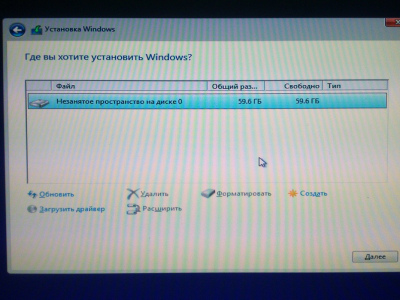 Установка Windows
Где вы хотите установить Windows?
Файл Общий раз... Свободно Тип
Незанятое пространство на диске 0 59.6 ГБ 59.6 ГБ
Обновить Удалить Форматировать Создать
Загрузить драйвер Расширить
Далее